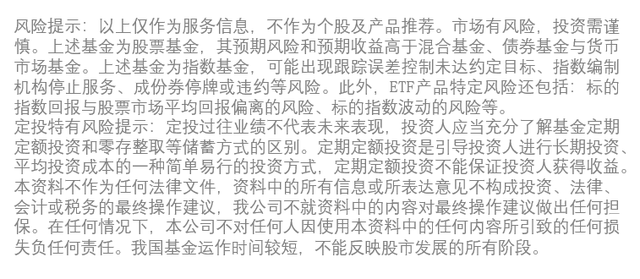 风险提示：以上仅作为服务信息，不作为个股及产品推荐。市场有风险，投资需谨
慎。上述基金为股票基金，其预期风险和预期收益高于混合基金、债券基金与货币
市场基金。上述基金为指数基金，可能出现跟踪误差控制未达约定目标、指数编制
机构停止服务、成份券停牌或违约等风险。此外，ETF产品特定风险还包括：标的
指数回报与股票市场平均回报偏离的风险、标的指数波动的风险等。
定投特有风险提示：定投过往业绩不代表未来表现，投资人应当充分了解基金定期
定额投资和零存整取等储蓄方式的区别。定期定额投资是引导投资人进行长期投资、
平均投资成本的一种简单易行的投资方式，定期定额投资不能保证投资人获得收益。
本资料不作为任何法律文件，资料中的所有信息或所表达意见不构成投资、法律、
会计或税务的最终操作建议，我公司不就资料中的内容对最终操作建议做出任何担
保。在任何情况下，本公司不对任何人因使用本资料中的任何内容所引致的任何损
失负任何责任。我国基金运作时间较短，不能反映股市发展的所有阶段。